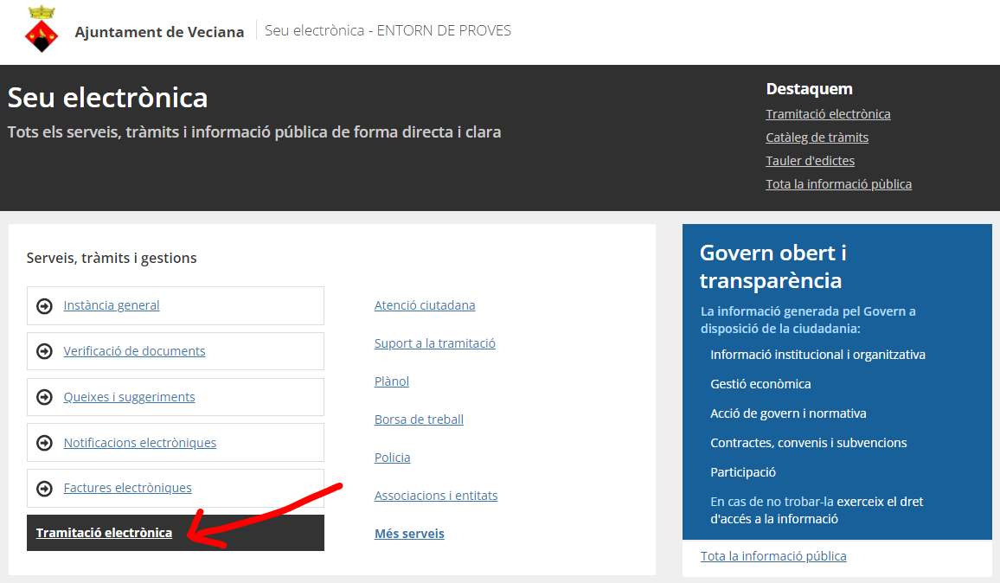 Ajuntament de Veciana
Seu electrònica - ENTORN DE PROVES
Seu electrònica
Tots els serveis, tràmits i informació pública de forma directa i clara
Destaquem
Tramitació electrònica
Catàleg de tràmits
Tauler d'edictes
Tota la informació pùblica
Serveis, tràmits i gestions
Instància general
Verificació de documents
Queixes i suggeriments
Notificacions electròniques
Factures electròniques
Tramitació electrònica
Atenció ciutadana
Suport a la tramitació
Plànol
Borsa de treball
Policia
Associacions i entitats
Més serveis
Govern obert i
transparència
La informació generada pel Govern a
disposició de la ciudadania:
Informació institucional i organitzativa
Gestió econòmica
Acció de govern i normativa
Contractes, convenis i subvencions
Participació
En cas de no trobar-la exerceix el dret
d'accés a la informació
Tota la informació pública